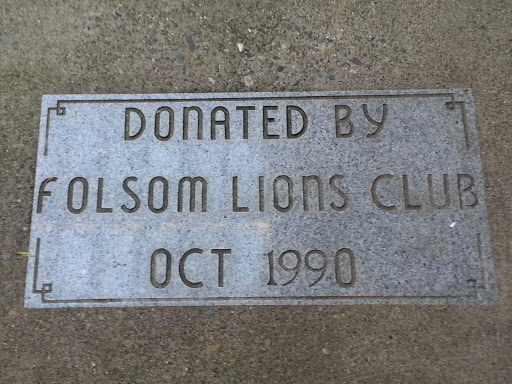 DONATED BY
FOLSOM LIONS CLUB
OCT 1990